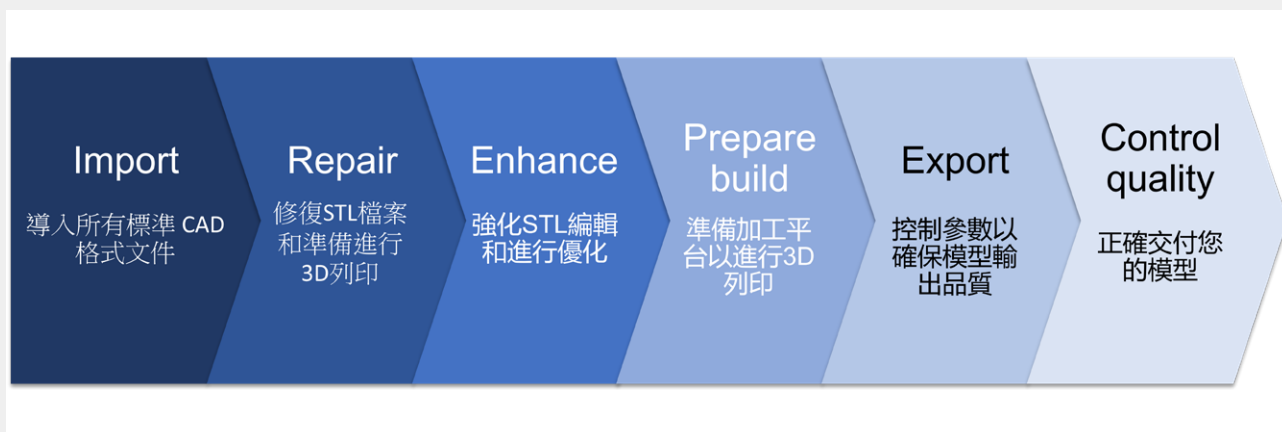 Import
導入所有標準 CAD
格式文件
Repair
修復STL檔案
和準備進行
3D列印
Enhance
強化STL編輯
和進行優化
Prepare
build
準備加工平
台以進行3D
列印
Export
控制參數以
確保模型輸
出品質
Control
quality
正確交付您
的模型